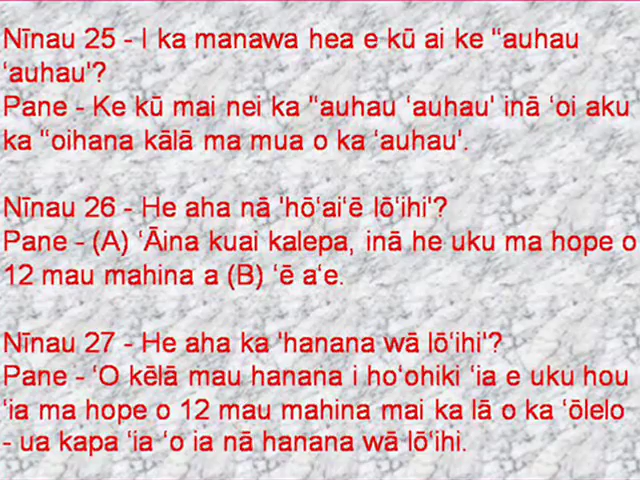 Nīnau 25 - I ka manawa hea e kū ai ke '‘auhau
‘auhau'?
Pane - Ke kū mai nei ka '‘auhau ‘auhau' inā ‘oi aku
ka '‘oihana kālā ma mua o ka ‘auhau'.
Nīnau 26 - He aha nā 'hō‘ai‘ē lō‘ihi'?
Pane - (A) ‘Āina kuai kalepa, inā he uku ma hope o
12 mau mahina a (B) ‘ē a‘e.
Nīnau 27 - He aha ka 'hanana wā lō‘ihi'?
Pane - ‘O kēlā mau hanana i ho‘ohiki ‘ia e uku hou
‘ia ma hope o 12 mau mahina mai ka lā o ka ‘ōlelo
- ua kapa ‘ia ‘o ia nā hanana wā lō‘ihi.